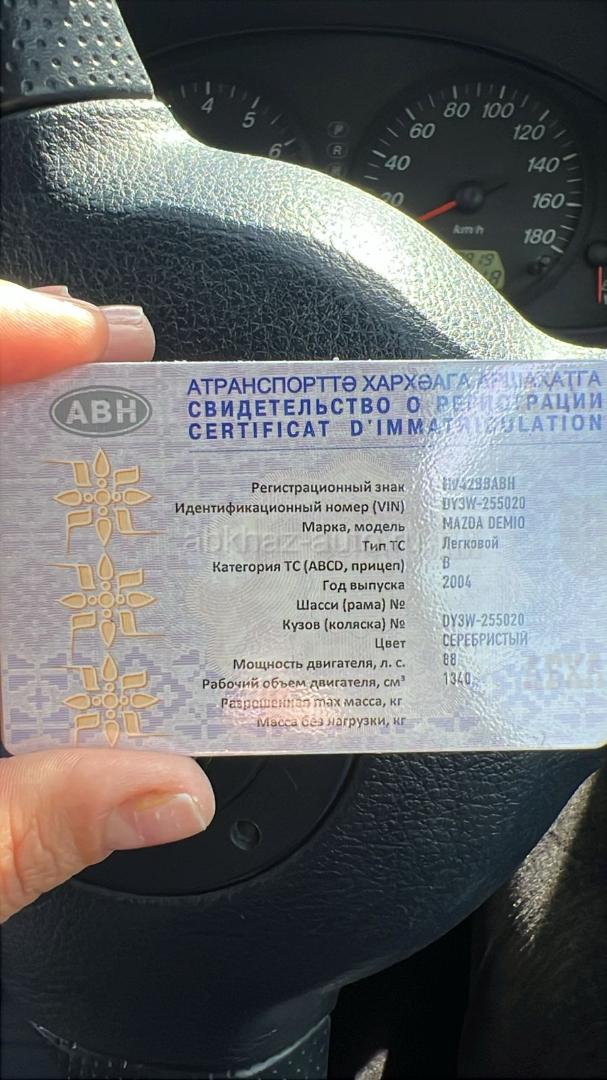 4 5 6
P
R
20 40 60 80 100 120 140 160 180
km/h
АВН
АТРАНСПОРТТӘ ХАРХӘАГА АРШАҲАТГА
СВИДЕТЕЛЬСТВО О РЕГИСТРАЦИИ
CERTIFICAT D'IMMATRICULATION
Регистрационный знак
Идентификационный номер (VIN) DY3W-255020
Марка, модель MAZDA DEMIO
Тип ТС Легковой
Категория ТС (ABCD, прицеп) B
Год выпуска 2004
Шасси (рама) №
Кузов (коляска) № DY3W-255020
Цвет СЕРЕБРИСТЫЙ
Мощность двигателя, л. с. 88
Рабочий объем двигателя, см³ 1340
Разрешенная max масса, кг
Масса без нагрузки, кг